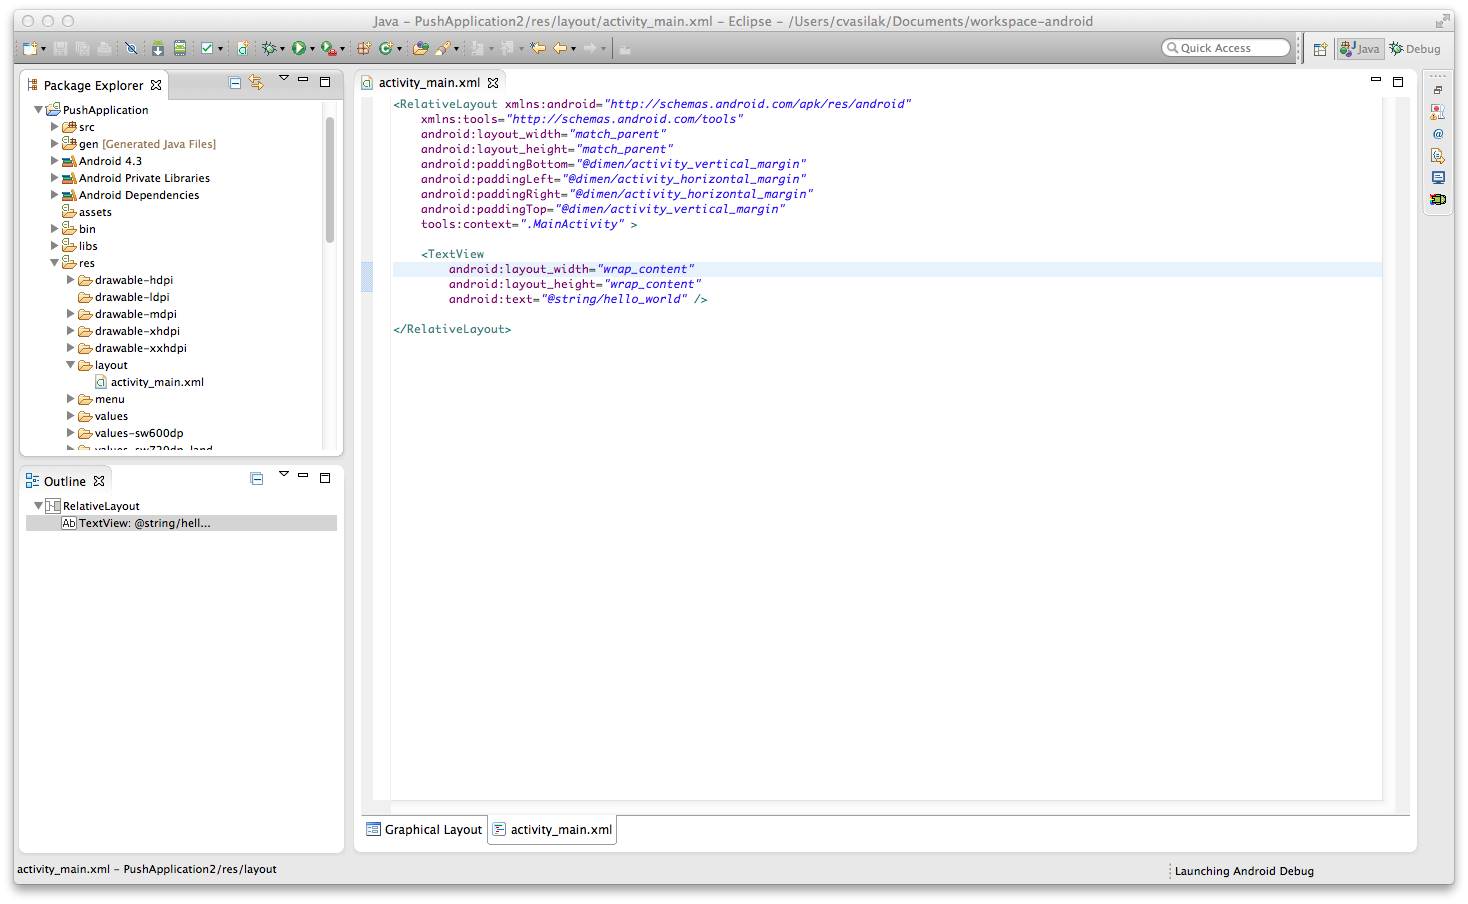 Java – PushApplication2/res/layout/activity_main.xml – Eclipse – /Users/cvasilak/Documents/workspace-android
Quick Access
Java
Debug
Package Explorer
PushApplication
src
gen [Generated Java Files]
Android 4.3
Android Private Libraries
Android Dependencies
assets
bin
libs
res
drawable-hdpi
drawable-ldpi
drawable-mdpi
drawable-xhdpi
drawable-xxhdpi
layout
activity_main.xml
menu
values
values-sw600dp
values-sw720dp-land
Outline
RelativeLayout
Ab TextView: @string/hell...
activity_main.xml
<RelativeLayout xmlns:android="http://schemas.android.com/apk/res/android"
xmlns:tools="http://schemas.android.com/tools"
android:layout_width="match_parent"
android:layout_height="match_parent"
android:paddingBottom="@dimen/activity_vertical_margin"
android:paddingLeft="@dimen/activity_horizontal_margin"
android:paddingRight="@dimen/activity_horizontal_margin"
android:paddingTop="@dimen/activity_vertical_margin"
tools:context=".MainActivity" >
<TextView
android:layout_width="wrap_content"
android:layout_height="wrap_content"
android:text="@string/hello_world" />
</RelativeLayout>
Graphical Layout
activity_main.xml
activity_main.xml – PushApplication2/res/layout
Launching Android Debug